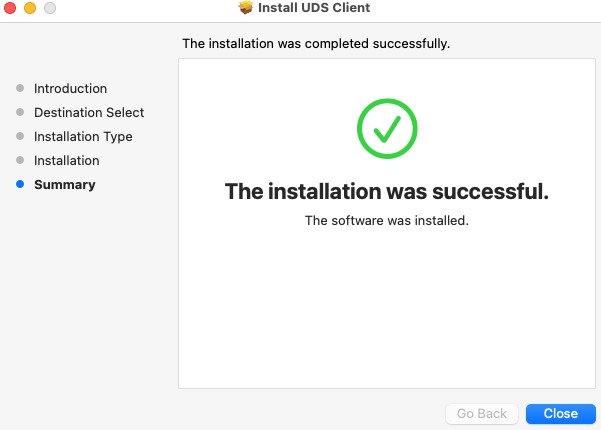 Install UDS Client
The installation was completed successfully.
Introduction
Destination Select
Installation Type
Installation
Summary
The installation was successful.
The software was installed.
Go Back
Close